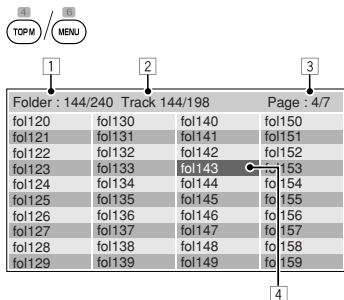 4 6
TOP M / MENU
1 2 3
Folder : 144/240 Track 144/198 Page : 4/7
fol120 fol130 fol140 fol150
fol121 fol131 fol141 fol151
fol122 fol132 fol142 fol152
fol123 fol133 fol143 fol153
fol124 fol134 fol144 fol154
fol125 fol135 fol145 fol155
fol126 fol136 fol146 fol156
fol127 fol137 fol147 fol157
fol128 fol138 fol148 fol158
fol129 fol139 fol149 fol159
4